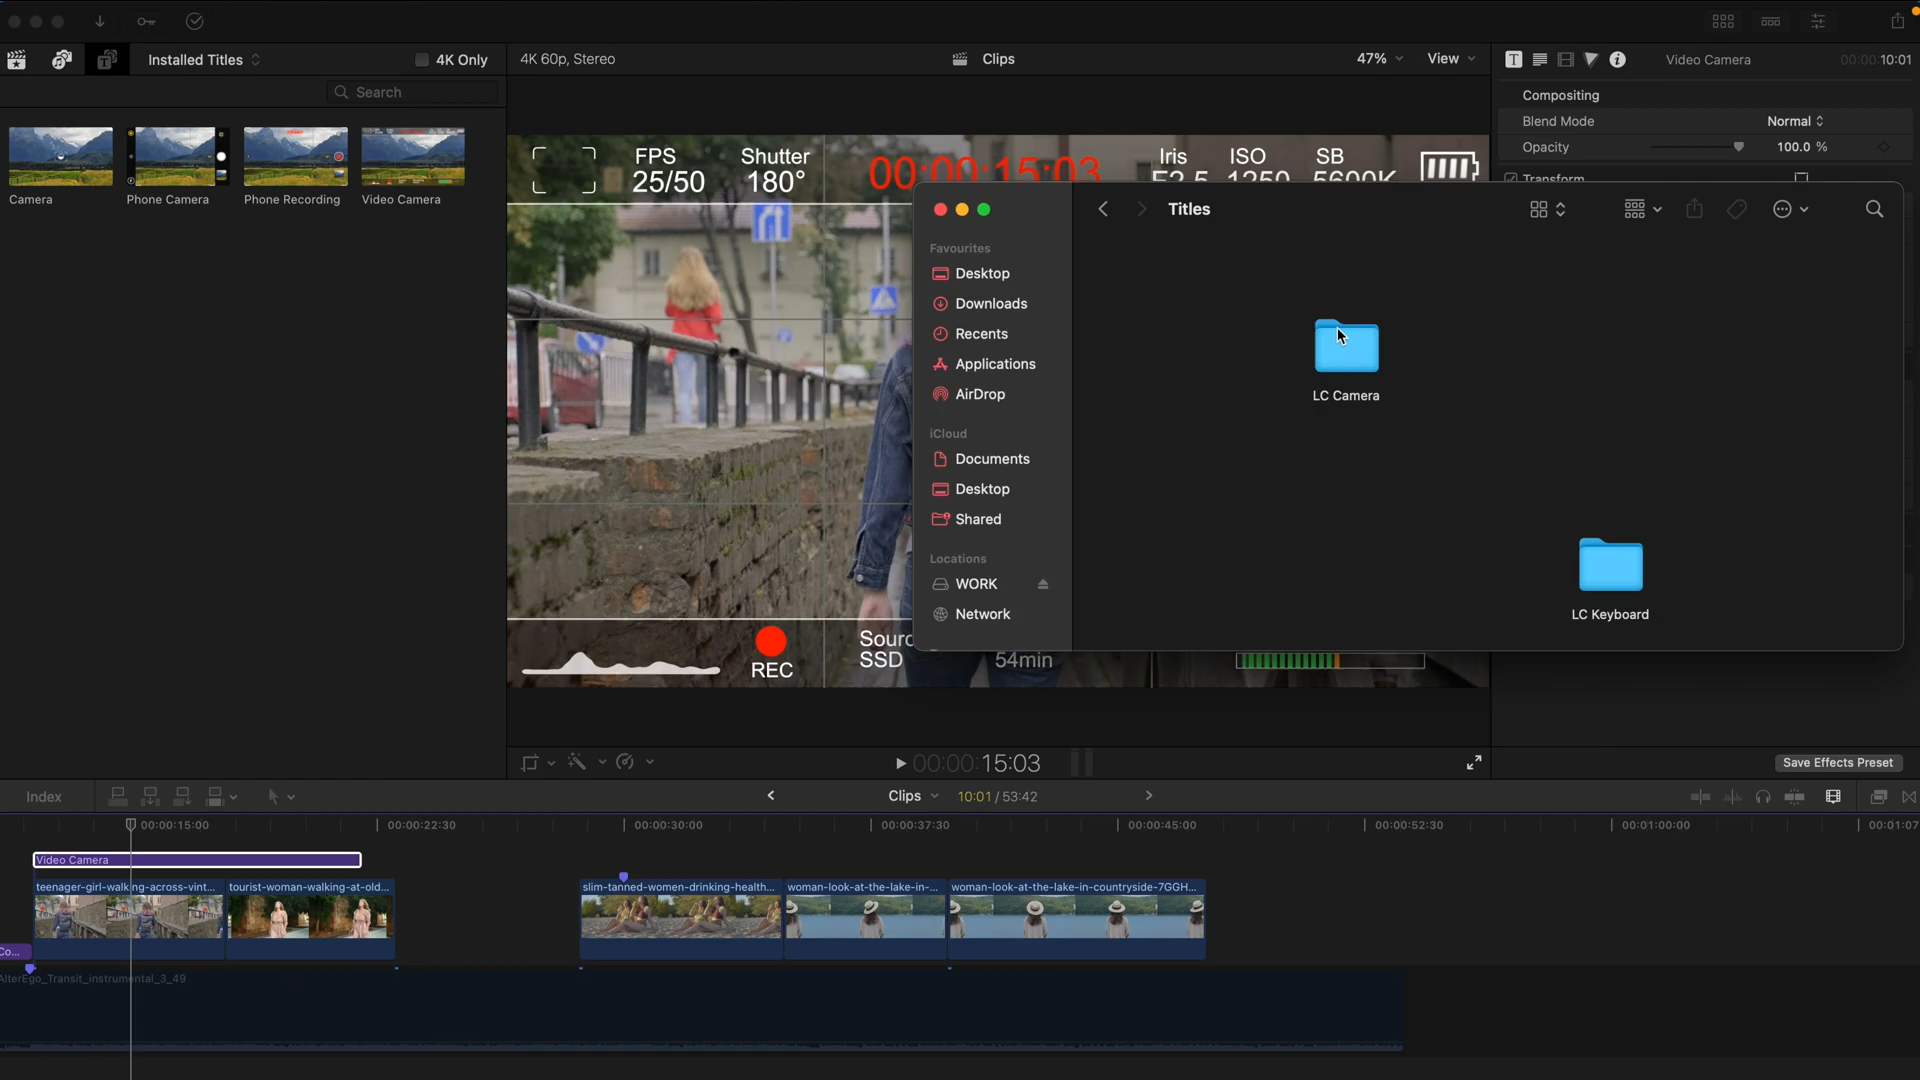 Installed Titles
4K Only
4K 60p, Stereo
Clips
47%
View
Video Camera
00:00:10:01
Search
Camera
Phone Camera
Phone Recording
Video Camera
Compositing
Blend Mode
Normal
Opacity
100.0 %
Transform
FPS
25/50
Shutter
180°
00:00:15:03
Iris
F2.5
ISO
1250
SB
5600K
Titles
Favourites
Desktop
Downloads
Recents
Applications
AirDrop
iCloud
Documents
Desktop
Shared
Locations
WORK
Network
LC Camera
LC Keyboard
REC
Sourc
SSD
54min
00:00:00:15:03
Save Effects Preset
Index
Clips
10:01 / 53:42
00:00:15:00
00:00:22:30
00:00:30:00
00:00:37:30
00:00:45:00
00:00:52:30
00:01:00:00
00:01:07
Video Camera
teenager-girl-walking-across-vint...
tourist-woman-walking-at-old...
slim-tanned-women-drinking-health...
woman-look-at-the-lake-in-...
woman-look-at-the-lake-in-countryside-7GGH...
Co...
AlterEgo_Transit_instrumental_3_49